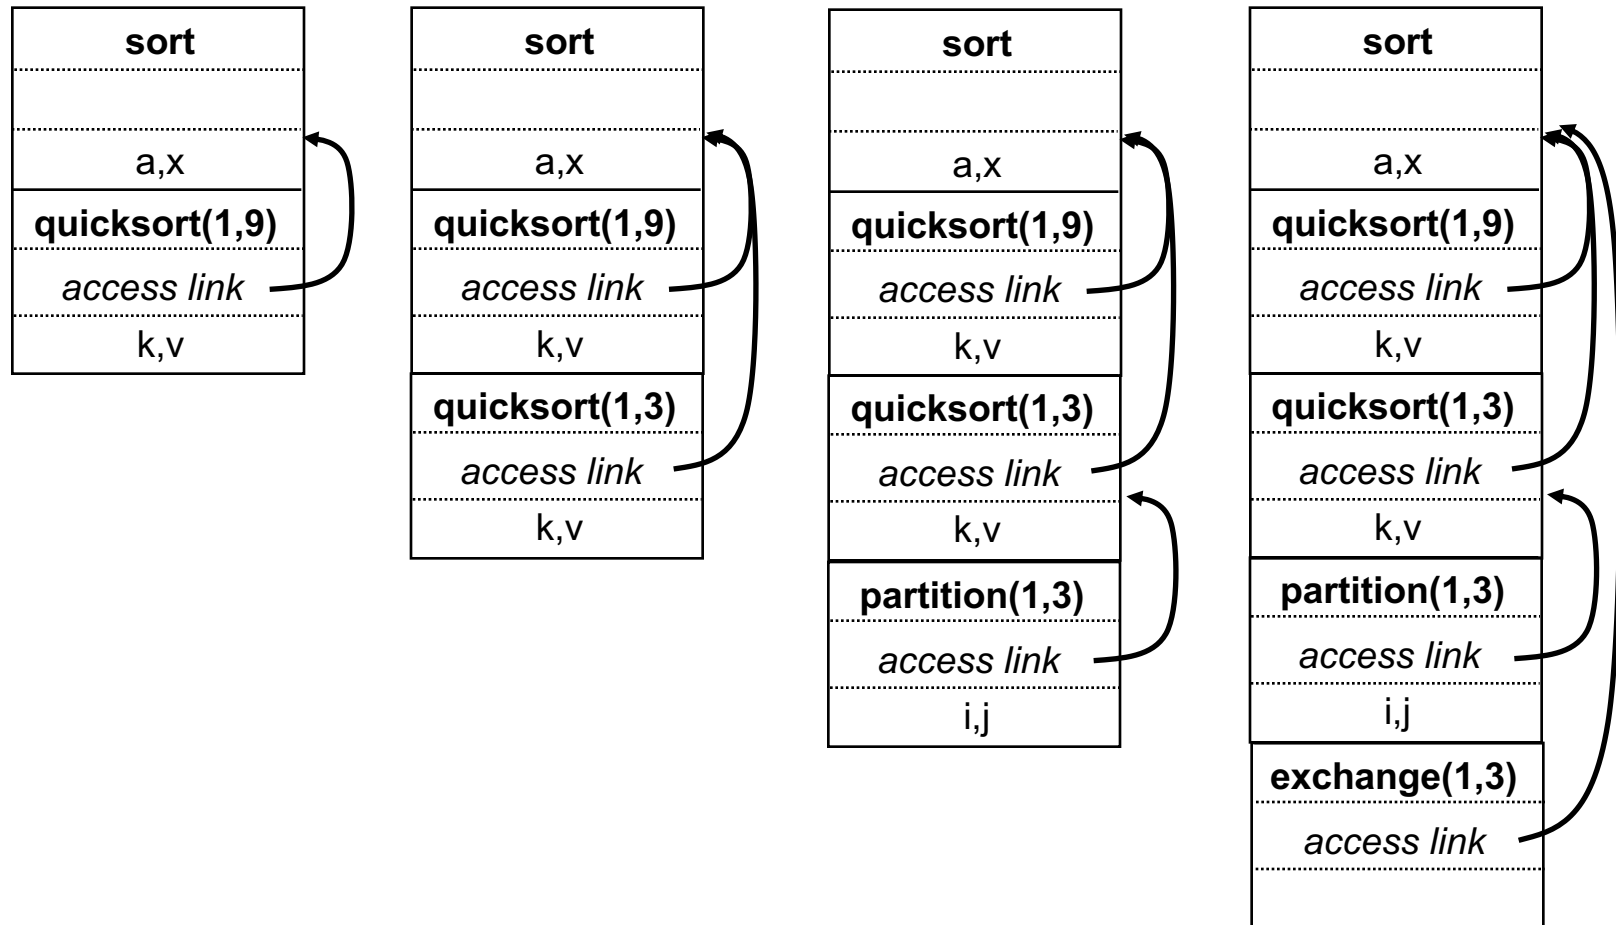 sort
a,x
quicksort(1,9)
access link
k,v
sort
a,x
quicksort(1,9)
access link
k,v
quicksort(1,3)
access link
k,v
sort
a,x
quicksort(1,9)
access link
k,v
quicksort(1,3)
access link
k,v
partition(1,3)
access link
i,j
sort
a,x
quicksort(1,9)
access link
k,v
quicksort(1,3)
access link
k,v
partition(1,3)
access link
i,j
exchange(1,3)
access link